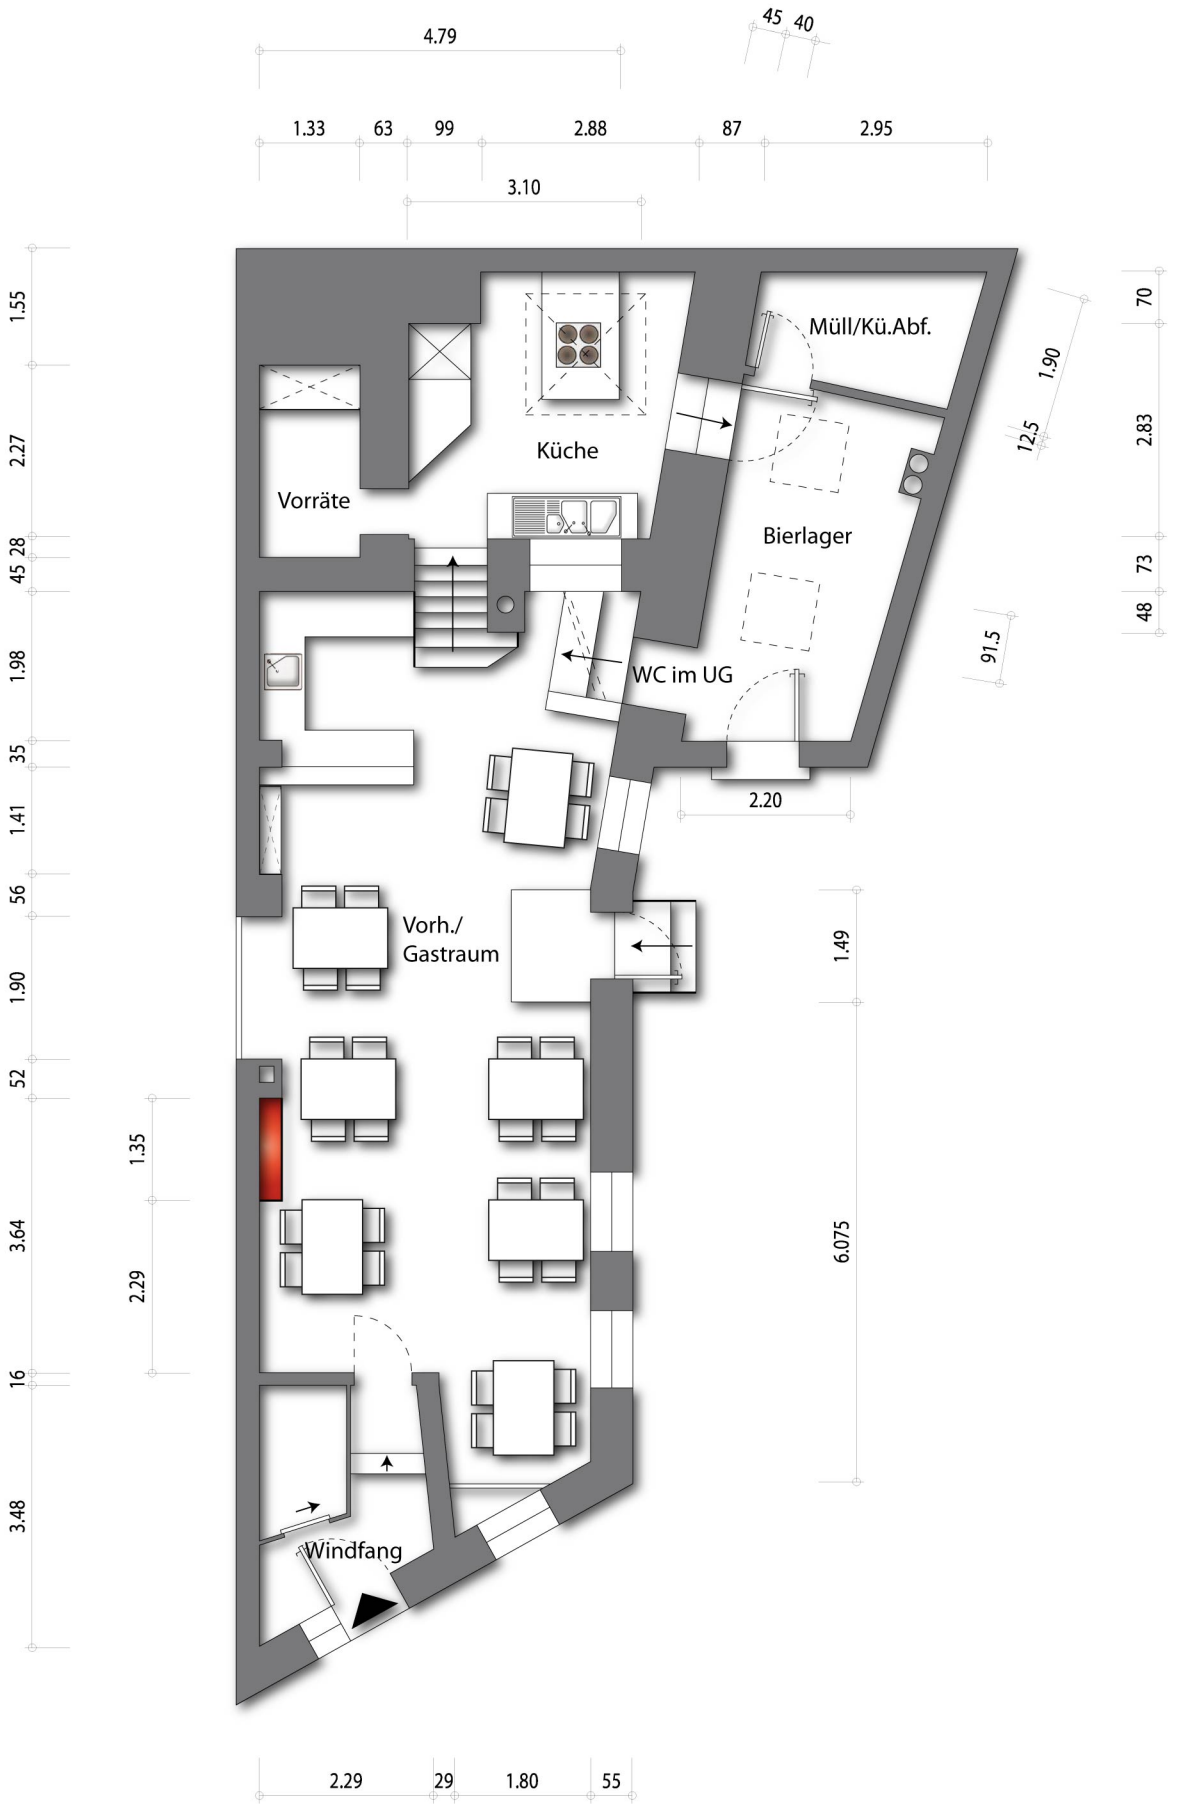 4.79
45 40
1.33 63 99 2.88 87 2.95
3.10
1.55
2.27
28
45
1.98
35
1.41
56
1.90
52
3.64
16
3.48
1.35
2.29
Müll/Kü.Abf.
Küche
Vorräte
Bierlager
WC im UG
Vorh./
Gastraum
Windfang
1.90
12.5
91.5
70
2.83
73
48
2.20
1.49
6.075
2.29 29 1.80 55